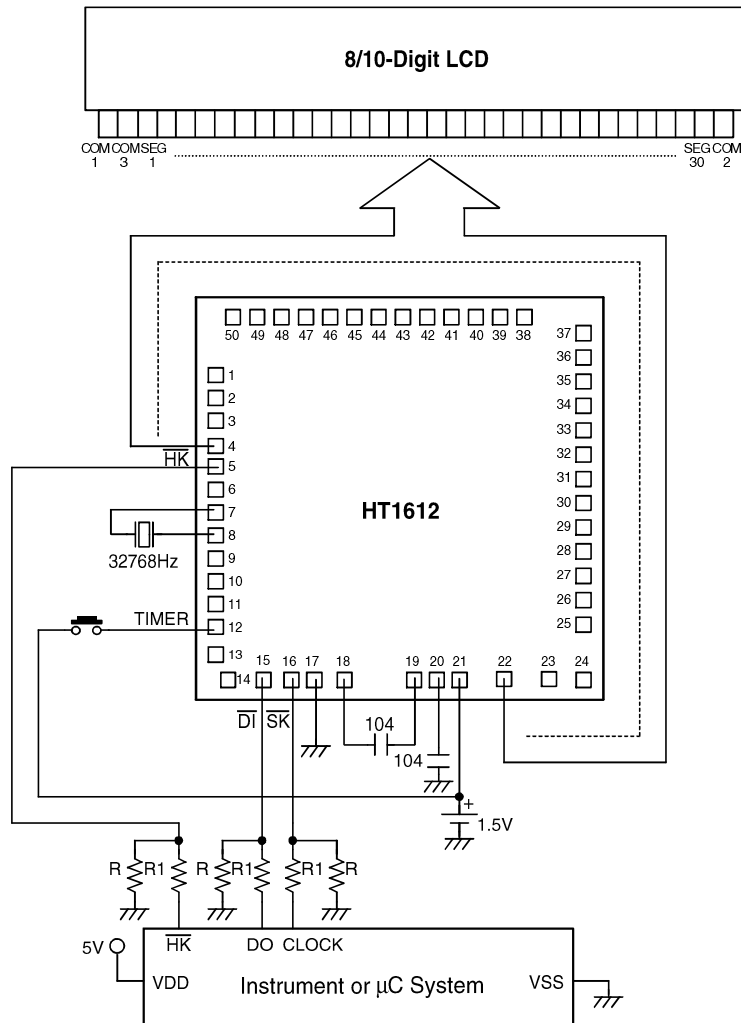 8/10-Digit LCD
COM COM SEG SEG COM
1 3 1 30 2
50 49 48 47 46 45 44 43 42 41 40 39 38
37
36
35
34
33
32
31
30
29
28
27
26
25
1
2
3
4
HK
5
6
7
8
32768Hz
9
10
11
TIMER
12
13
HT1612
14 15 16 17 18 19 20 21 22 23 24
DI SK
104
104
+
1.5V
R R1 R R1 R1 R
5V
HK DO CLOCK
VDD Instrument or µC System VSS